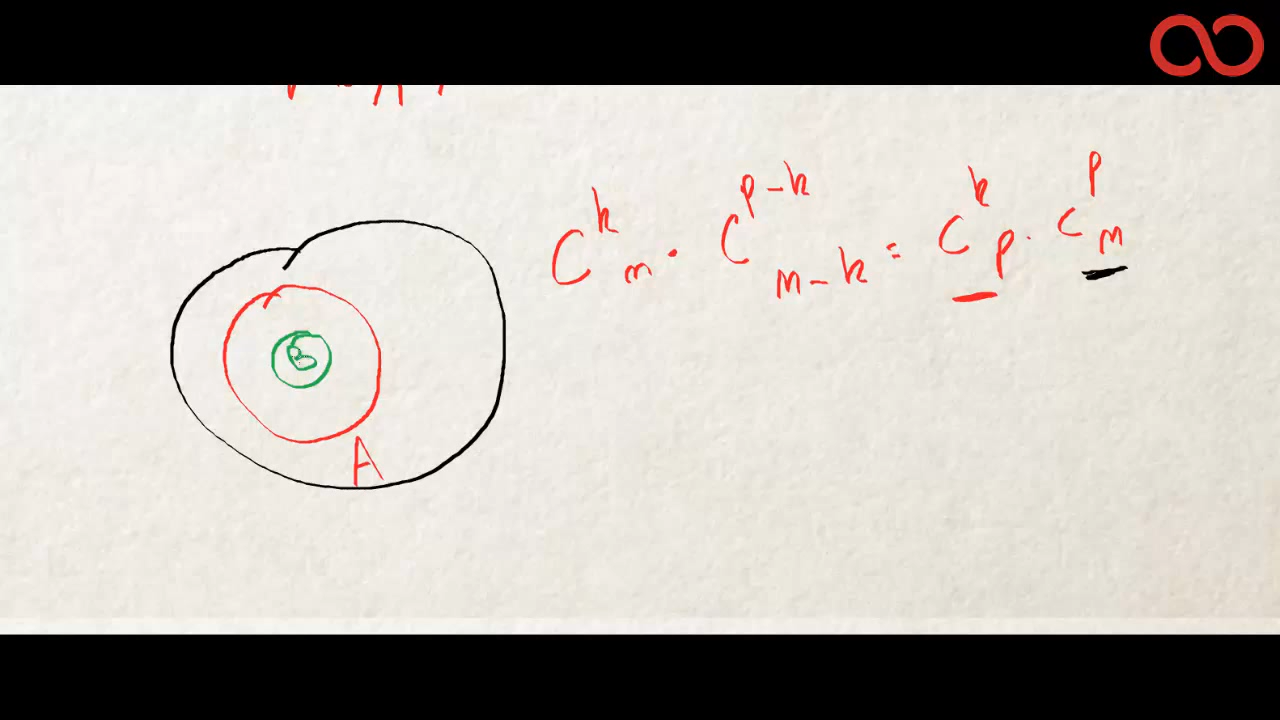 C^k_m · C^{p-k}_{m-k} = C^k_p · C^p_m
B
A